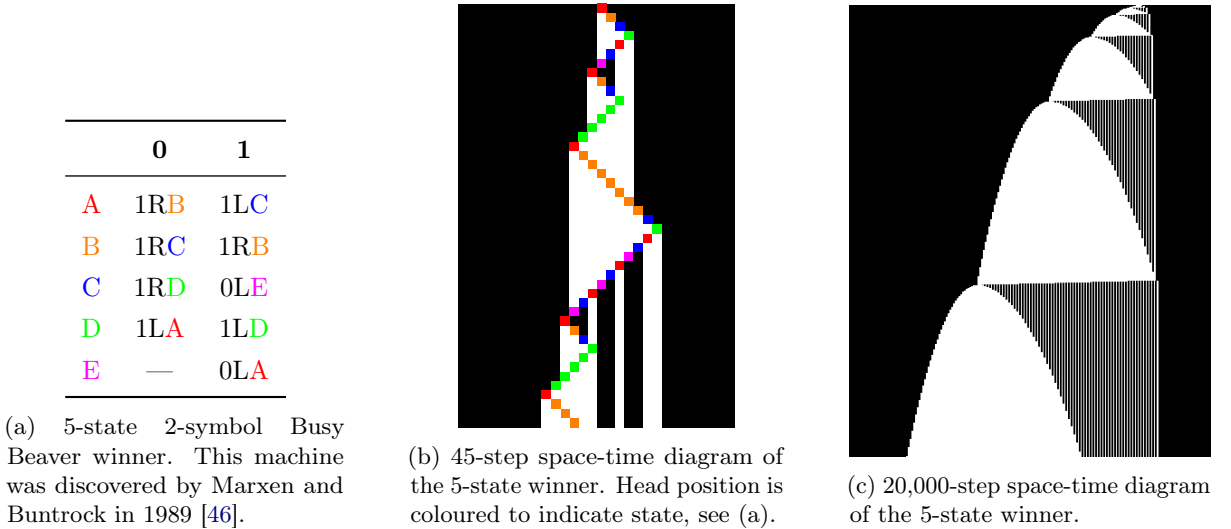 0 1
A 1RB 1LC
B 1RC 1RB
C 1RD 0LE
D 1LA 1LD
E — 0LA
(a) 5-state 2-symbol Busy
Beaver winner. This machine
was discovered by Marxen and
Buntrock in 1989 [46].
(b) 45-step space-time diagram of
the 5-state winner. Head position is
coloured to indicate state, see (a).
(c) 20,000-step space-time diagram
of the 5-state winner.